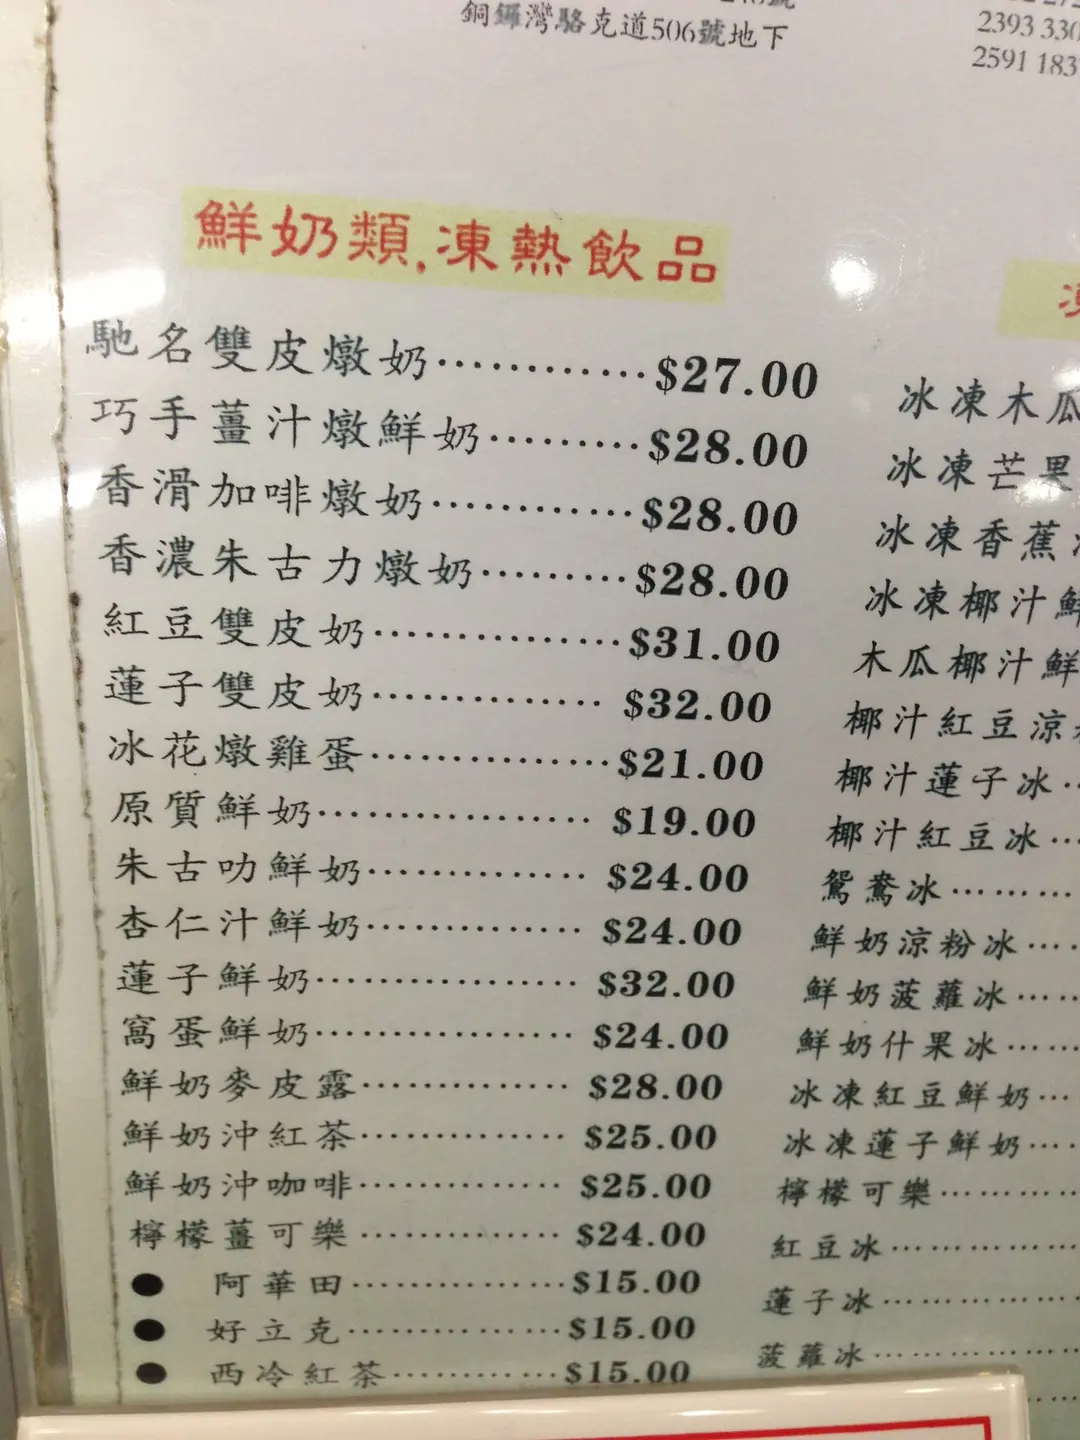 銅鑼灣駱克道506號地下
2393 330
2591 183
鮮奶類.凍熱飲品
馳名雙皮燉奶············$27.00
巧手薑汁燉鮮奶·········$28.00
香滑加啡燉奶············$28.00
香濃朱古力燉奶·········$28.00
紅豆雙皮奶···············$31.00
蓮子雙皮奶·············· $32.00
冰花燉雞蛋···············$21.00
原質鮮奶················· $19.00
朱古叻鮮奶·············· $24.00
杏仁汁鮮奶·············· $24.00
蓮子鮮奶················· $32.00
窩蛋鮮奶················· $24.00
鮮奶麥皮露·············· $28.00
鮮奶沖紅茶·············· $25.00
鮮奶沖咖啡·············· $25.00
檸檬薑可樂·············· $24.00
● 阿華田···············$15.00
● 好立克···············$15.00
● 西冷紅茶············$15.00
冰凍木瓜
冰凍芒果
冰凍香蕉
冰凍椰汁鮮
木瓜椰汁鮮
椰汁紅豆涼
椰汁蓮子冰··
椰汁紅豆冰···
鴛鴦冰·········
鮮奶涼粉冰····
鮮奶菠蘿冰····
鮮奶什果冰·····
冰凍紅豆鮮奶···
冰凍蓮子鮮奶····
檸檬可樂···········
紅豆冰··············
蓮子冰··············
菠蘿冰···············